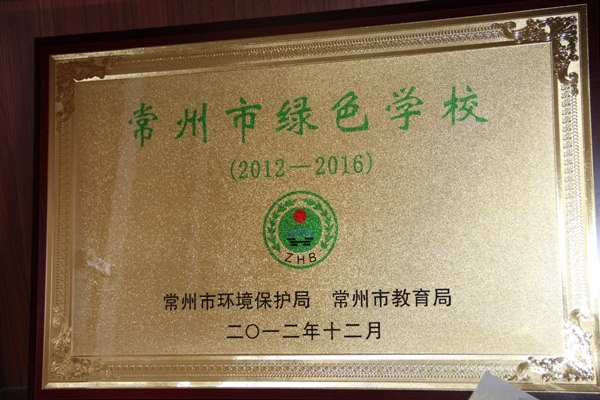 常州市绿色学校
(2012—2016)
ZHB
常州市环境保护局 常州市教育局
二〇一二年十二月